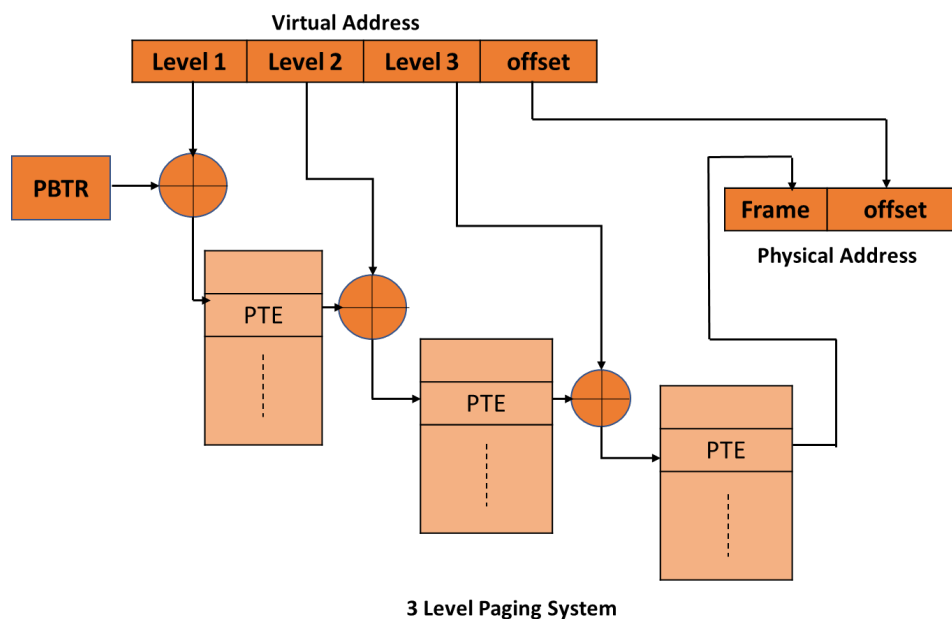 Virtual Address
Level 1 Level 2 Level 3 offset
PBTR
Frame offset
Physical Address
PTE
PTE
PTE
3 Level Paging System